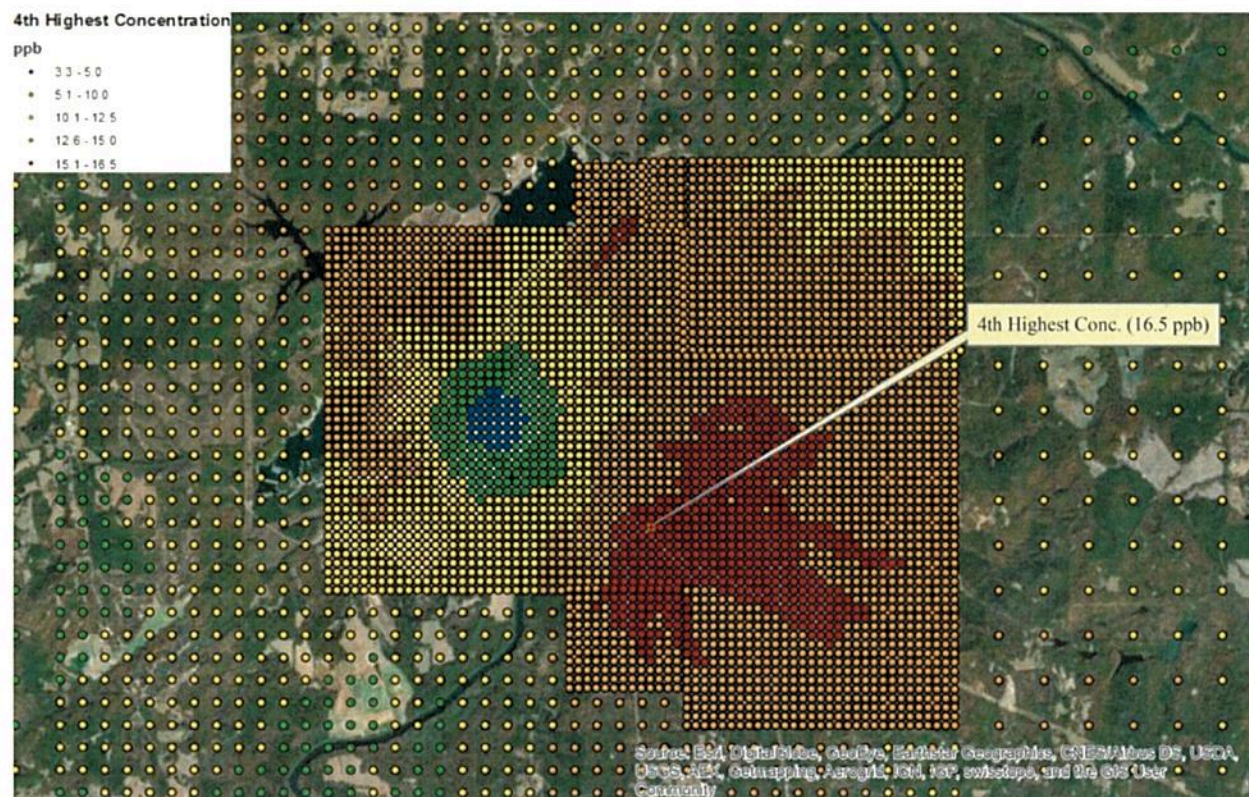 4th Highest Concentration
ppb
3.3 - 5.0
5.1 - 10.0
10.1 - 12.5
12.6 - 15.0
15.1 - 16.5
4th Highest Conc. (16.5 ppb)
Source: Esri, DigitalGlobe, GeoEye, Earthstar Geographics, CNES/Airbus DS, USDA,
USGS, AEX, Getmapping, Aerogrid, IGN, IGP, swisstopo, and the GIS User
Community